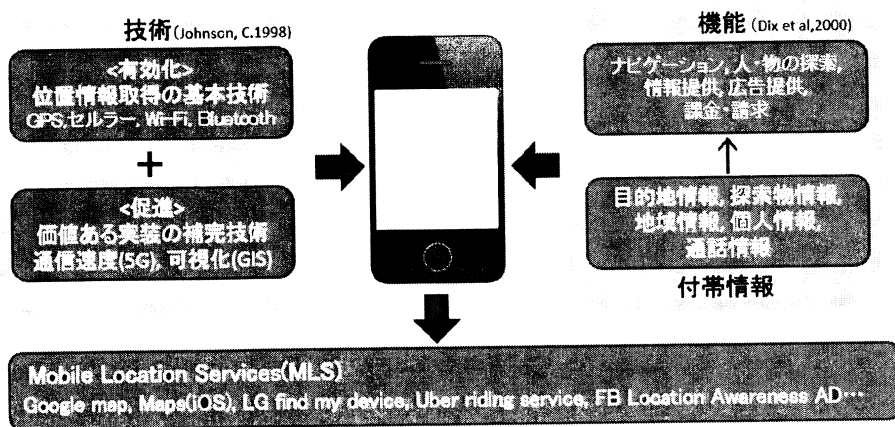 技術(Johnson, C.1998)
<有効化>
位置情報取得の基本技術
GPS,セルラー, Wi-Fi, Bluetooth
+
<促進>
価値ある実装の補完技術
通信速度(5G), 可視化(GIS)
機能 (Dix et al,2000)
ナビゲーション, 人・物の探索,
情報提供, 広告提供,
課金・請求
目的地情報, 探索物情報,
地域情報, 個人情報,
通話情報
付帯情報
Mobile Location Services(MLS)
Google map, Maps(iOS), LG find my device, Uber riding service, FB Location Awareness AD…